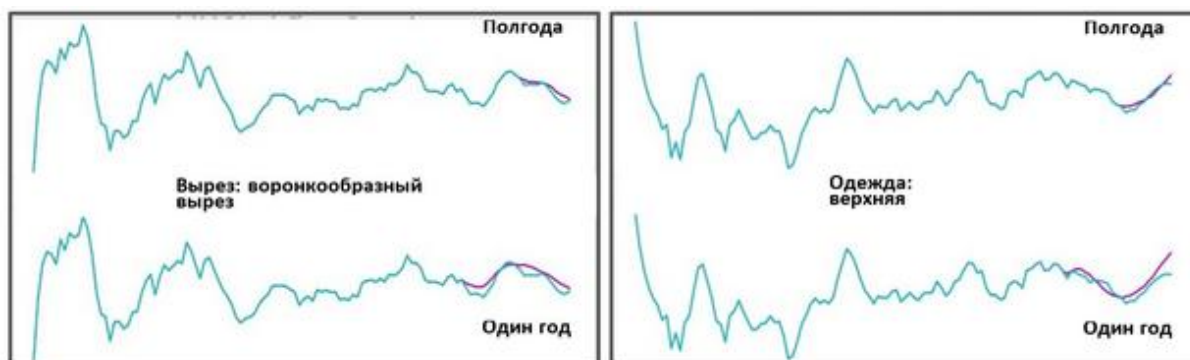 Полгода
Вырез: воронкообразный
вырез
Один год
Полгода
Одежда:
верхняя
Один год